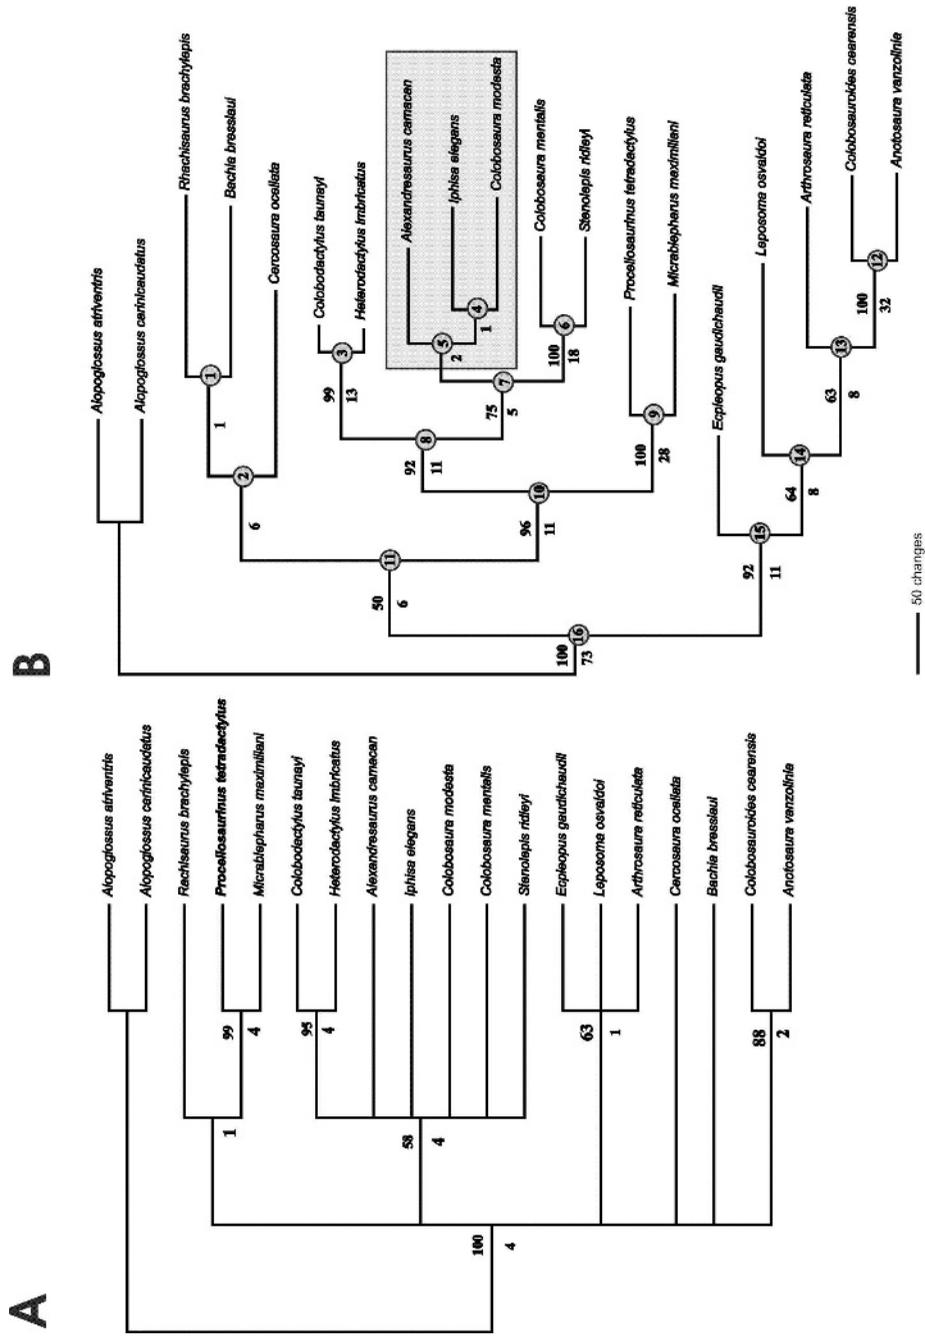 A
Alopoglossus atriventris
Alopoglossus carinicaudatus
Rachisaurus brachylepis
Procellosaurinus tetradactylus
Micrablepharus maximiliani
Colobodactylus taunayi
Heterodactylus imbricatus
Alexandresaurus camacan
Iphisa elegans
Colobosaura modesta
Colobosaura mentalis
Stenolepis ridleyi
Ecpleopus gaudichaudii
Leposoma osvaldoi
Arthrosaura reticulata
Cercosaura ocellata
Bachia bresslaui
Colobosauroides cearensis
Anotosaura vanzolinia
1
99
4
95
4
58
4
63
1
88
2
100
4
B
Alopoglossus atriventris
Alopoglossus carinicaudatus
Rhachisaurus brachylepis
Bachia bresslaui
Cercosaura ocellata
Colobodactylus taunayi
Heterodactylus imbricatus
Alexandresaurus camacan
Iphisa elegans
Colobosaura modesta
Colobosaura mentalis
Stenolepis ridleyi
Procellosaurinus tetradactylus
Micrablepharus maximiliani
Ecpleopus gaudichaudii
Leposoma osvaldoi
Arthrosaura reticulata
Colobosauroides cearensis
Anotosaura vanzolinia
1
1
2
6
3
99
13
4
1
5
2
6
100
18
7
75
5
8
92
11
9
100
28
10
96
11
11
50
6
12
100
32
13
63
8
14
64
8
15
92
11
16
100
73
50 changes